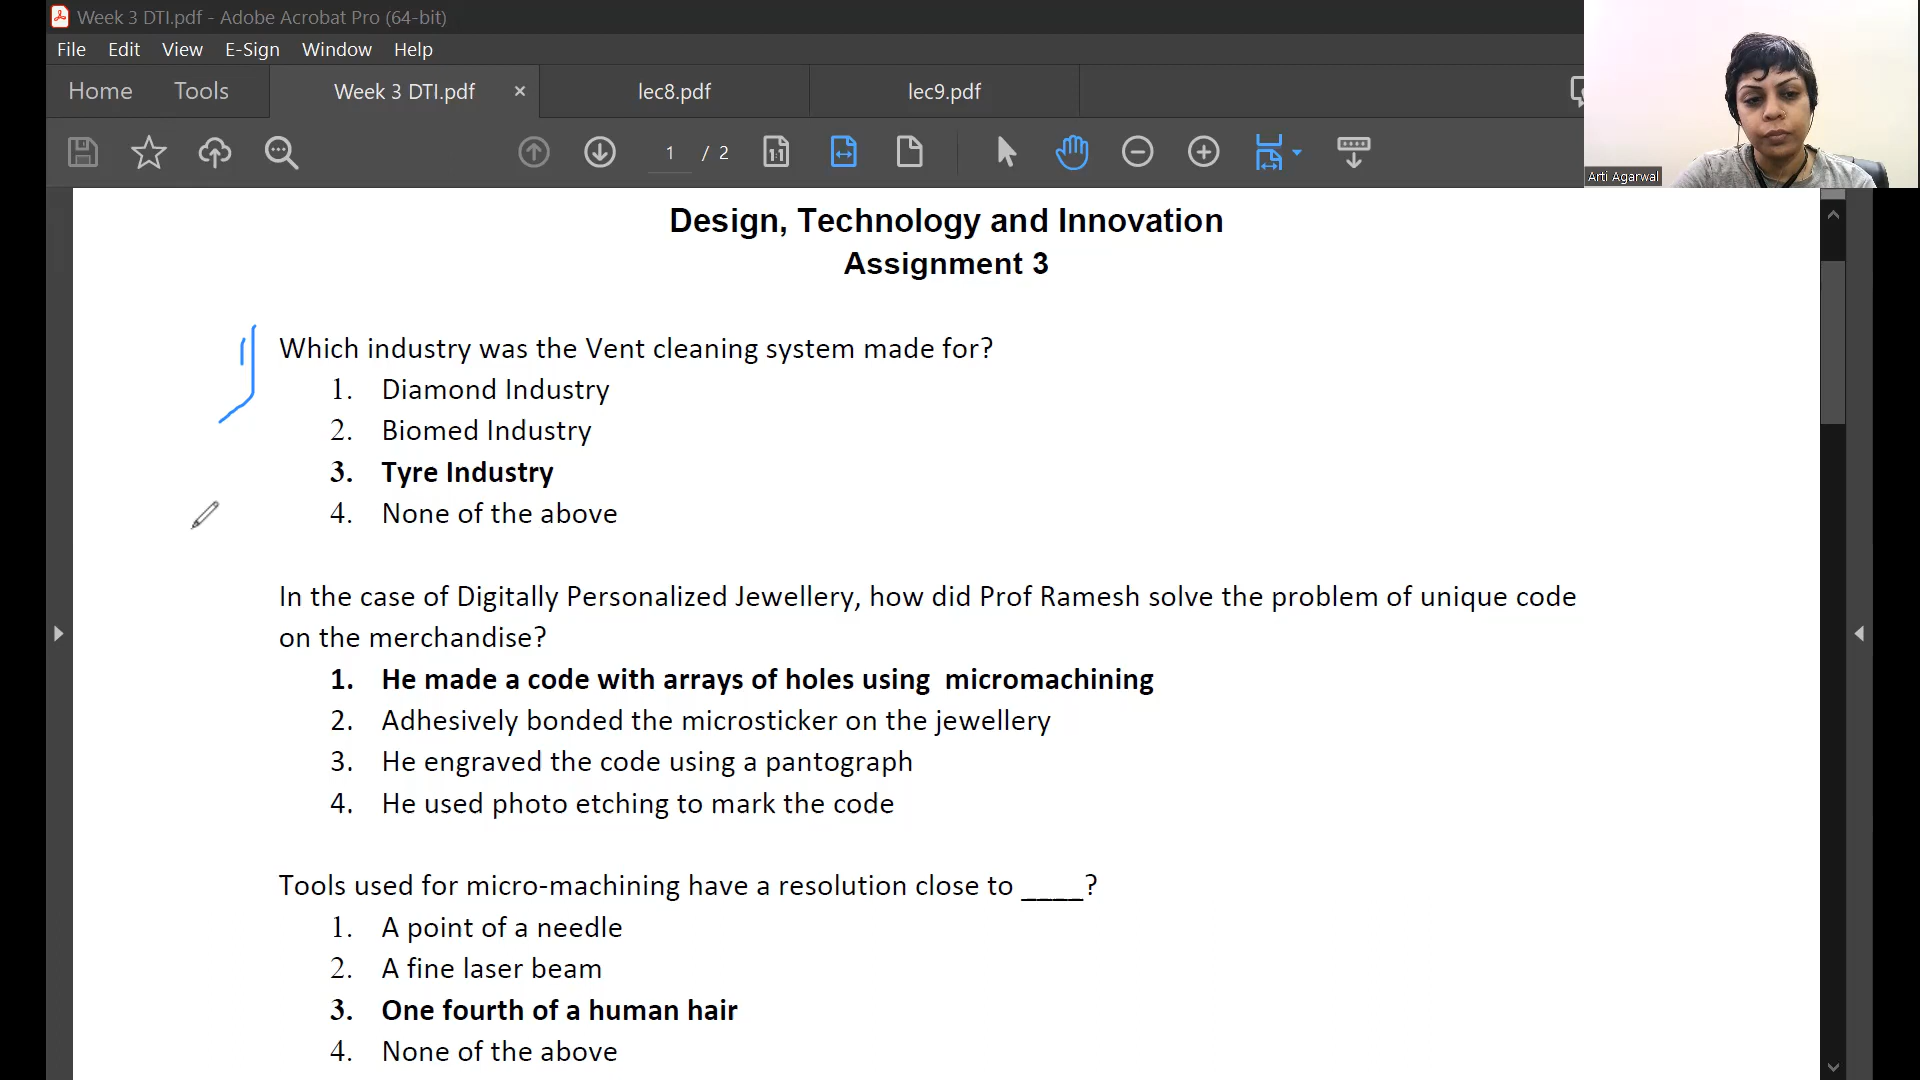 Week 3 DTI.pdf - Adobe Acrobat Pro (64-bit)
File Edit View E-Sign Window Help
Home Tools Week 3 DTI.pdf × lec8.pdf lec9.pdf
1 / 2 1:1
Arti Agarwal
Design, Technology and Innovation
Assignment 3
Which industry was the Vent cleaning system made for?
1. Diamond Industry
2. Biomed Industry
3. Tyre Industry
4. None of the above
In the case of Digitally Personalized Jewellery, how did Prof Ramesh solve the problem of unique code
on the merchandise?
1. He made a code with arrays of holes using micromachining
2. Adhesively bonded the microsticker on the jewellery
3. He engraved the code using a pantograph
4. He used photo etching to mark the code
Tools used for micro-machining have a resolution close to ____?
1. A point of a needle
2. A fine laser beam
3. One fourth of a human hair
4. None of the above